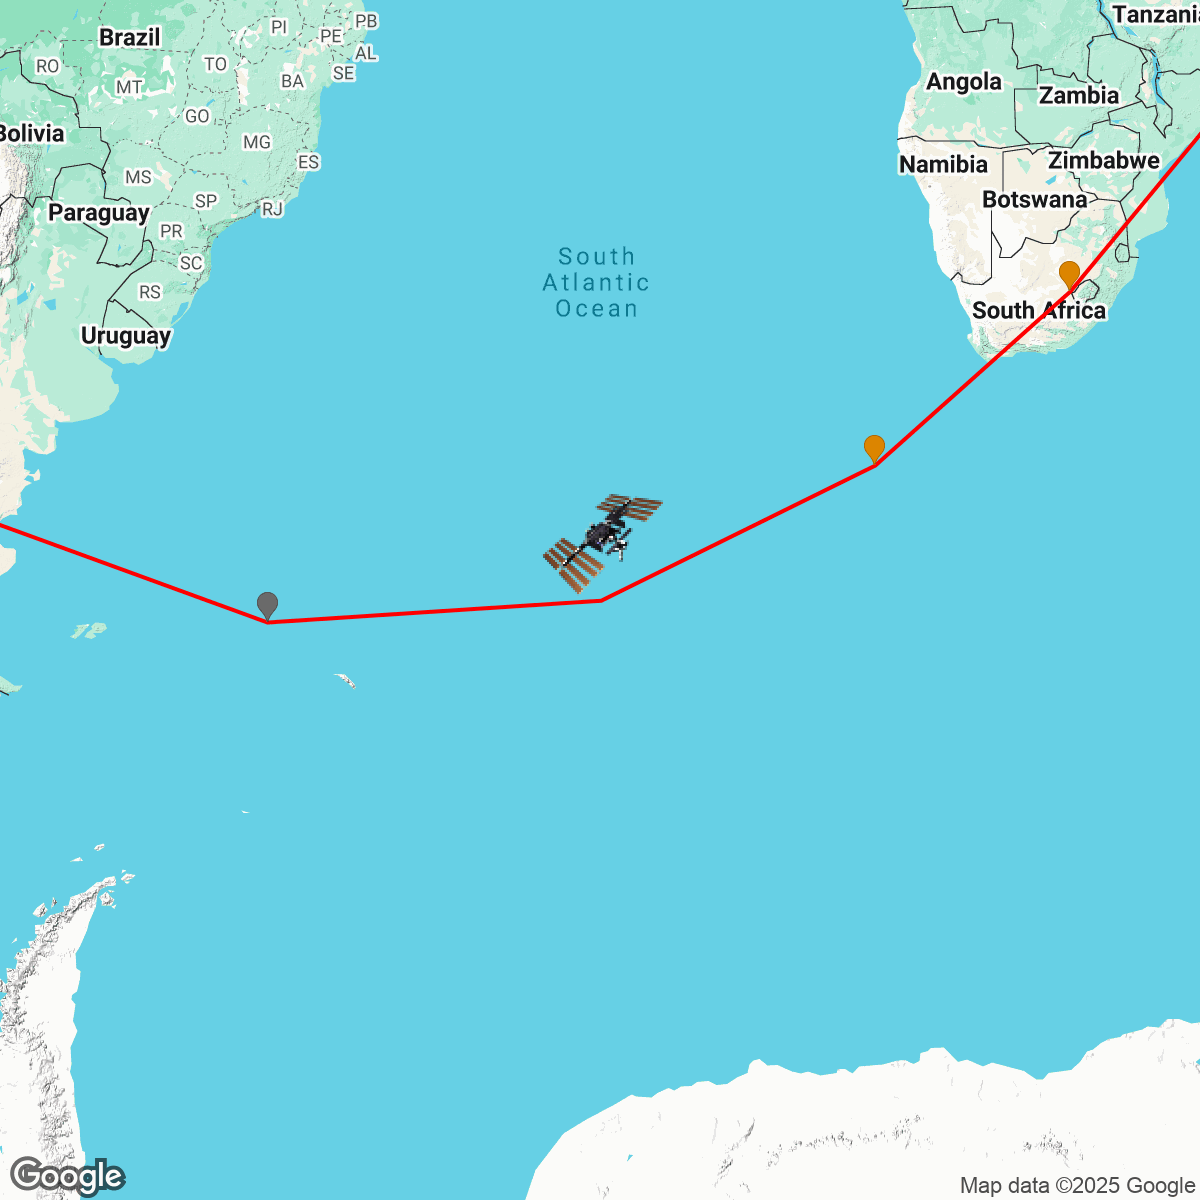 Brazil
PI
PB
PE
AL
RO
TO
SE
MT
BA
GO
Bolivia
MG
ES
MS
SP
RJ
Paraguay
PR
SC
RS
Uruguay
South
Atlantic
Ocean
Tanzani
Angola
Zambia
Namibia
Zimbabwe
Botswana
South Africa
Google
Map data ©2025 Google